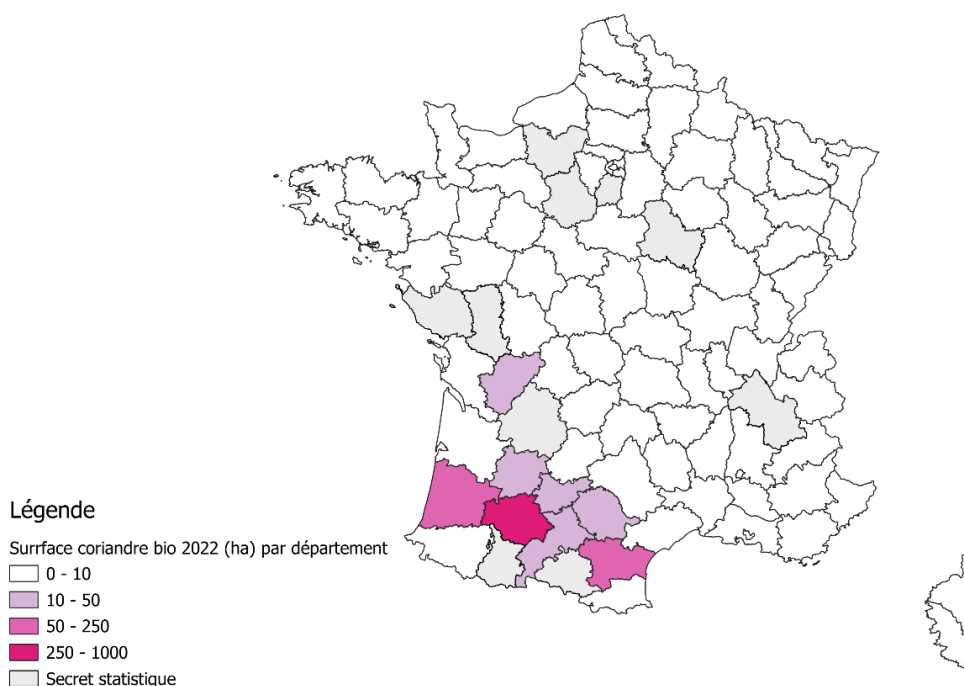 Légende
Surrface coriandre bio 2022 (ha) par département
0 - 10
10 - 50
50 - 250
250 - 1000
Secret statistique